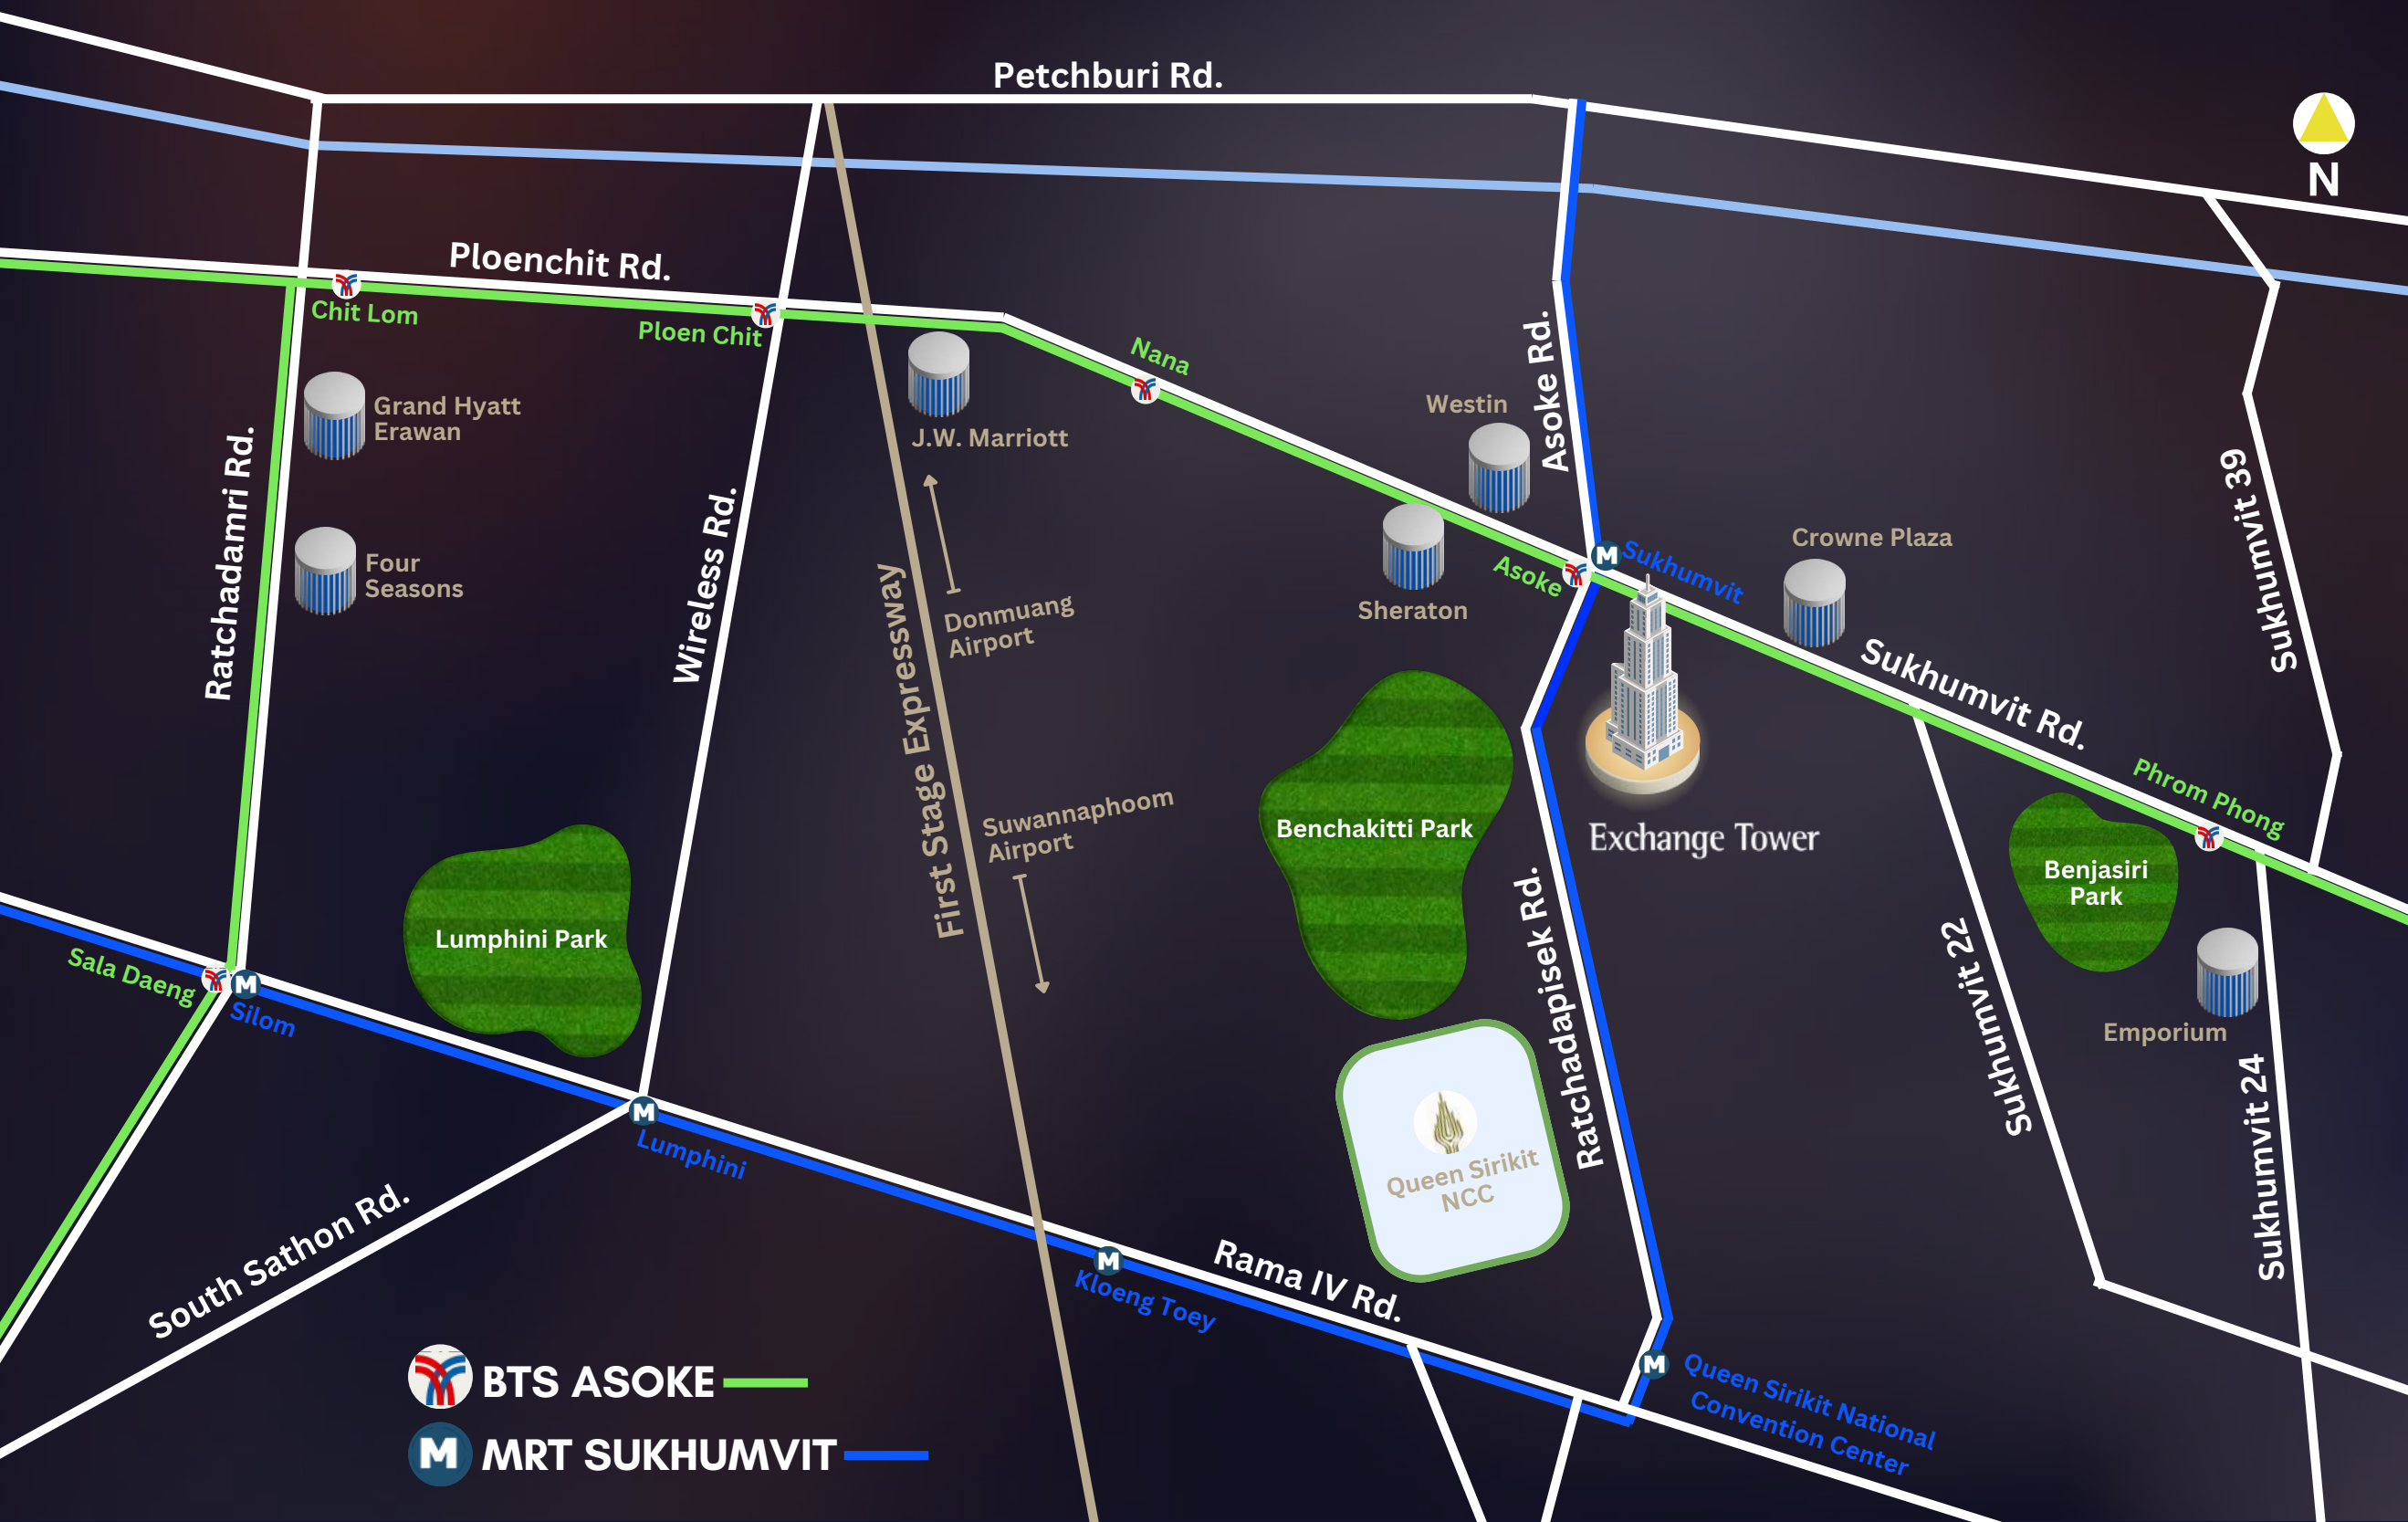 Petchburi Rd.
N
Ploenchit Rd.
Chit Lom
Ploen Chit
Nana
Asoke Rd.
Grand Hyatt
Erawan
J.W. Marriott
Westin
Ratchadamri Rd.
Four
Seasons
Wireless Rd.
First Stage Expressway
Donmuang
Airport
Sheraton
Asoke
M
Sukhumvit
Crowne Plaza
Sukhumvit Rd.
Sukhumvit 39
Suwannaphoom
Airport
Benchakitti Park
Exchange Tower
Phrom Phong
Benjasiri
Park
Lumphini Park
Sala Daeng
M
Silom
Ratchadapisek Rd.
Sukhumvit 22
Emporium
Sukhumvit 24
M
Lumphini
Queen Sirikit
NCC
South Sathon Rd.
M
Kloeng Toey
Rama IV Rd.
M
Queen Sirikit National
Convention Center
BTS ASOKE
M MRT SUKHUMVIT